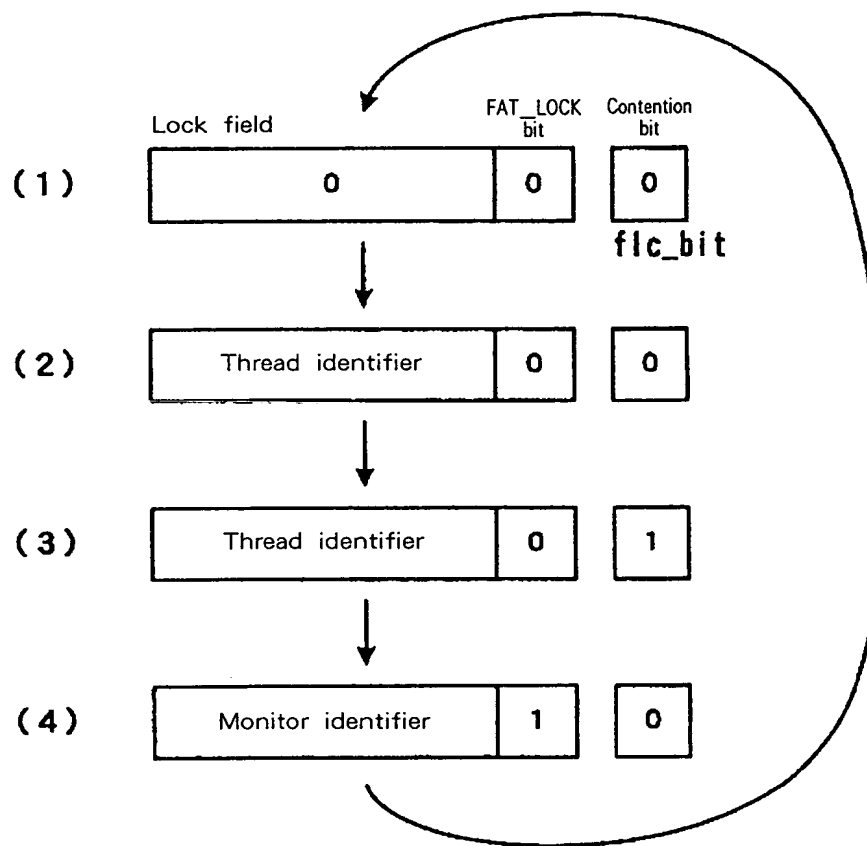 Lock field
FAT_LOCK
bit
Contention
bit
(1)
0
0
0
flc_bit
(2)
Thread identifier
0
0
(3)
Thread identifier
0
1
(4)
Monitor identifier
1
0